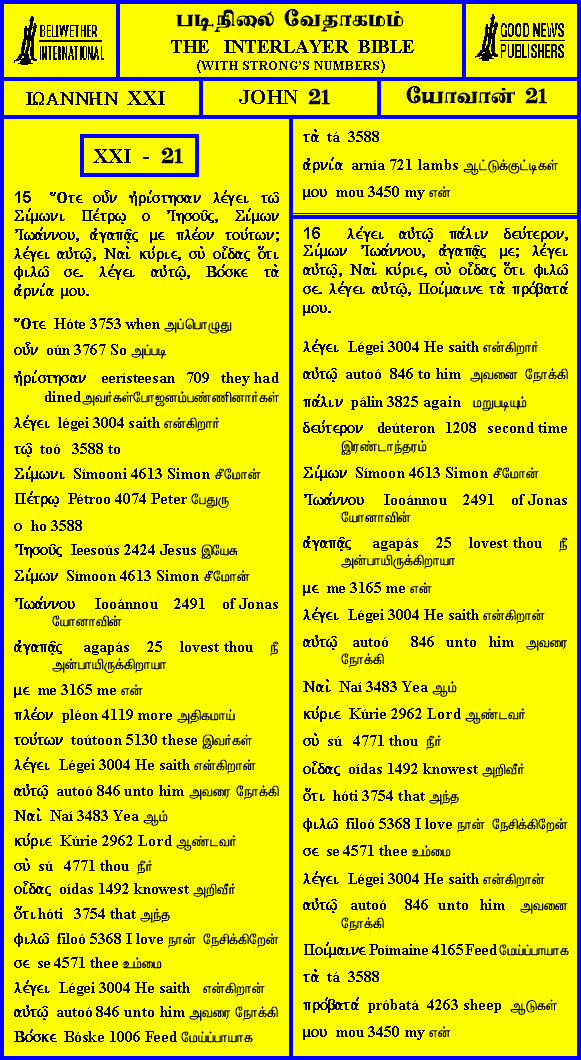 BELLWETHER
INTERNATIONAL
படிநிலை வேதாகமம்
THE INTERLAYER BIBLE
(WITH STRONG'S NUMBERS)
GOOD NEWS
PUBLISHERS
ΙΩΑΝΝΗΝ XXI
JOHN 21
யோவான் 21
XXI - 21
15 Ὅτε οὖν ἠρίστησαν λέγει τῶ
Σίμωνι Πέτρῳ ο Ἰησοῦς, Σίμων
Ἰωάννου, ἀγαπᾷς με πλέον τούτων;
λέγει αὐτῷ, Ναὶ κύριε, σὺ οἶδας ὅτι
φιλῶ σε. λέγει αὐτῷ, Βόσκε τὰ
ἀρνία μου.
Ὅτε Hóte 3753 when அப்பொழுது
οὖν oún 3767 So அப்படி
ἠρίστησαν eerísteesan 709 they had
dined அவர்கள்போஜனம்பண்ணினார்கள்
λέγει légei 3004 saith என்கிறார்
τῷ toó 3588 to
Σίμωνι Símooni 4613 Simon சீமோன்
Πέτρῳ Pétroo 4074 Peter பேதுரு
ο ho 3588
Ἰησοῦς Ieesoús 2424 Jesus இயேசு
Σίμων Símoon 4613 Simon சீமோன்
Ἰωάννου Iooánnou 2491 of Jonas
யோனாவின்
ἀγαπᾷς agapás 25 lovest thou நீ
அன்பாயிருக்கிறாயா
με me 3165 me என்
πλέον pléon 4119 more அதிகமாய்
τούτων toútoon 5130 these இவர்கள்
λέγει Légei 3004 He saith என்கிறான்
αὐτῷ autoó 846 unto him அவரை நோக்கி
Ναὶ Naí 3483 Yea ஆம்
κύριε Kúrie 2962 Lord ஆண்டவர்
σὺ sú 4771 thou நீர்
οἶδας oídas 1492 knowest அறிவீர்
ὅτι hóti 3754 that அந்த
φιλῶ filoó 5368 I love நான் நேசிக்கிறேன்
σε se 4571 thee உம்மை
λέγει Légei 3004 He saith என்கிறான்
αὐτῷ autoó 846 unto him அவரை நோக்கி
Βόσκε Bóske 1006 Feed மேய்ப்பாயாக
τὰ tá 3588
ἀρνία arnía 721 lambs ஆட்டுக்குட்டிகள்
μου mou 3450 my என்
16 λέγει αὐτῷ πάλιν δεύτερον,
Σίμων Ἰωάννου, ἀγαπᾷς με; λέγει
αὐτῷ, Ναὶ κύριε, σὺ οἶδας ὅτι φιλῶ
σε. λέγει αὐτῷ, Ποίμαινε τὰ πρόβατά
μου.
λέγει Légei 3004 He saith என்கிறார்
αὐτῷ autoó 846 to him அவனை நோக்கி
πάλιν pálin 3825 again மறுபடியும்
δεύτερον deúteron 1208 second time
இரண்டாந்தரம்
Σίμων Símoon 4613 Simon சீமோன்
Ἰωάννου Iooánnou 2491 of Jonas
யோனாவின்
ἀγαπᾷς agapás 25 lovest thou நீ
அன்பாயிருக்கிறாயா
με me 3165 me என்
λέγει Légei 3004 He saith என்கிறான்
αὐτῷ autoó 846 unto him அவரை
நோக்கி
Ναὶ Naí 3483 Yea ஆம்
κύριε Kúrie 2962 Lord ஆண்டவர்
σὺ sú 4771 thou நீர்
οἶδας oídas 1492 knowest அறிவீர்
ὅτι hóti 3754 that அந்த
φιλῶ filoó 5368 I love நான் நேசிக்கிறேன்
σε se 4571 thee உம்மை
λέγει Légei 3004 He saith என்கிறான்
αὐτῷ autoó 846 unto him அவனை
நோக்கி
Ποίμαινε Poímaine 4165 Feed மேய்ப்பாயாக
τὰ tá 3588
πρόβατά próbatá 4263 sheep ஆடுகள்
μου mou 3450 my என்